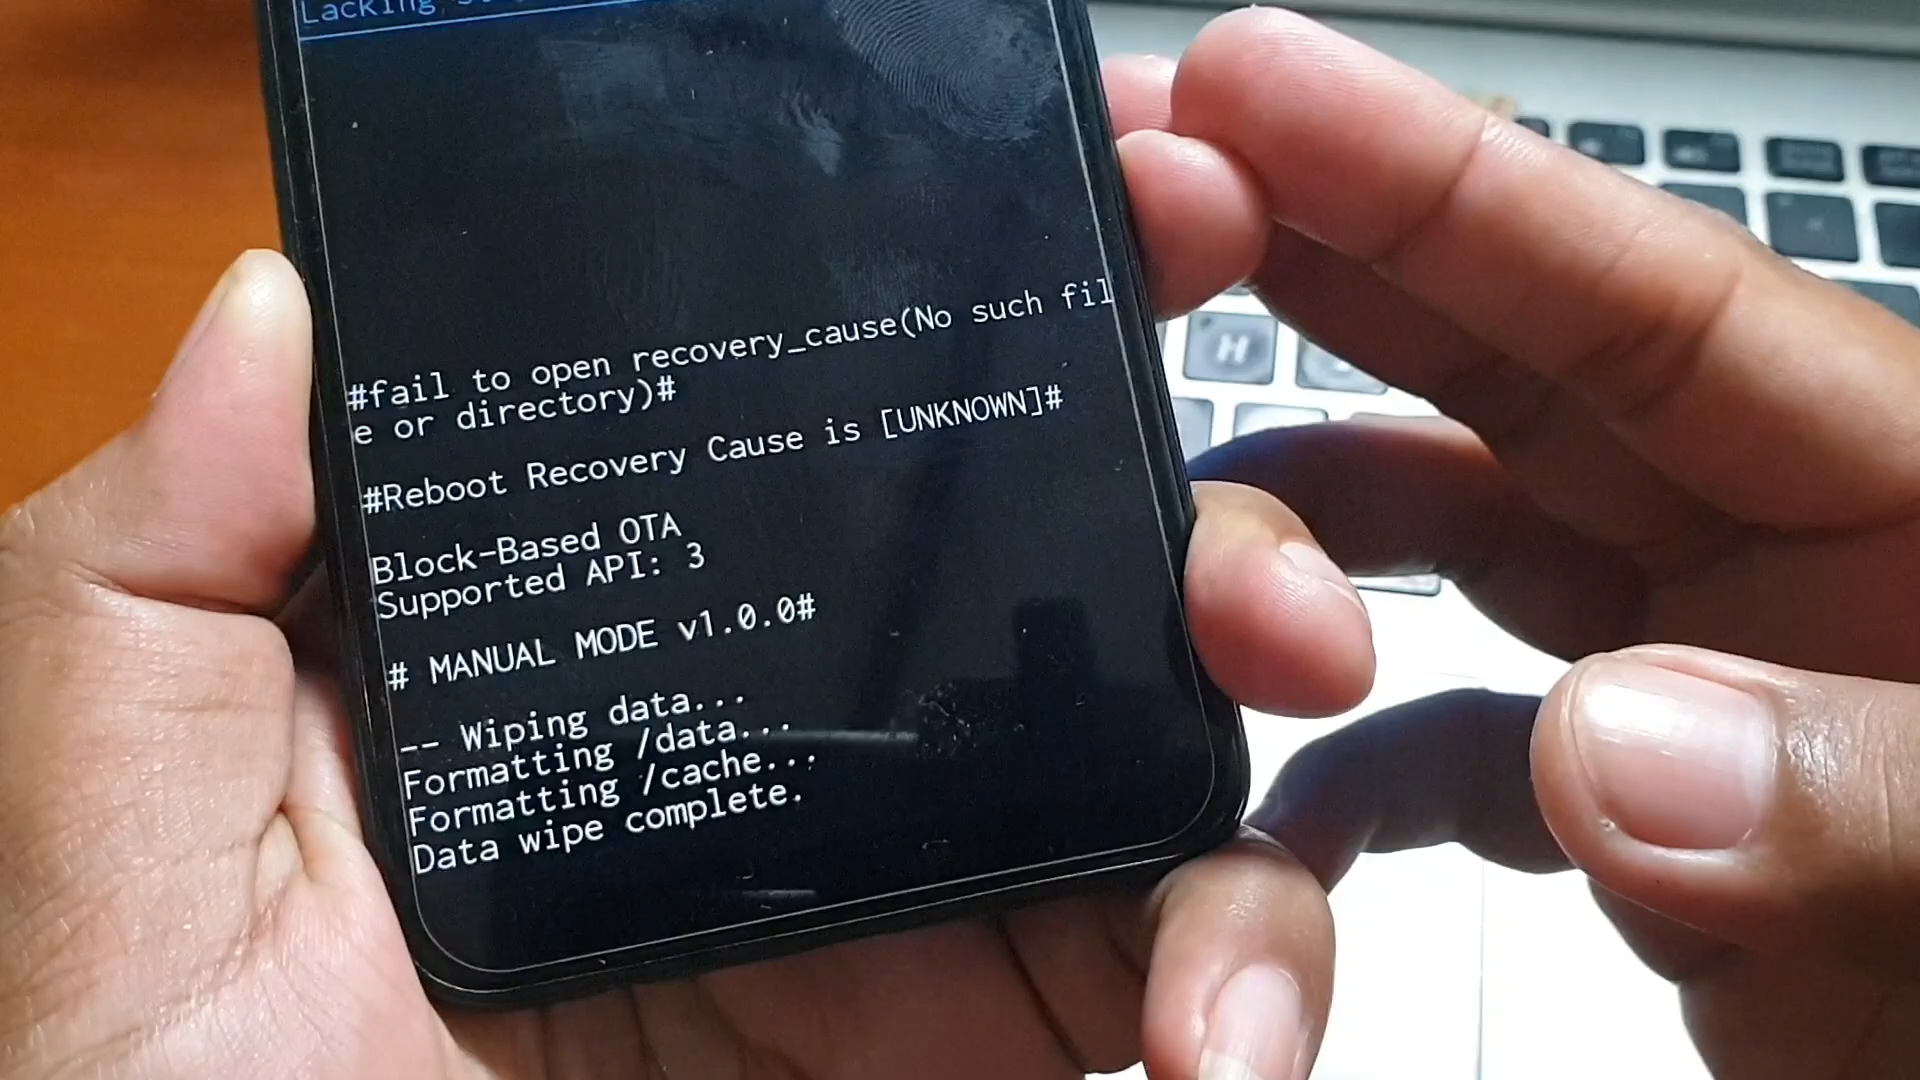 Lacking
#fail to open recovery_cause(No such fil
e or directory)#
#Reboot Recovery Cause is [UNKNOWN]#
Block-Based OTA
Supported API: 3
# MANUAL MODE v1.0.0#
-- Wiping data...
Formatting /data...
Formatting /cache...
Data wipe complete.
H